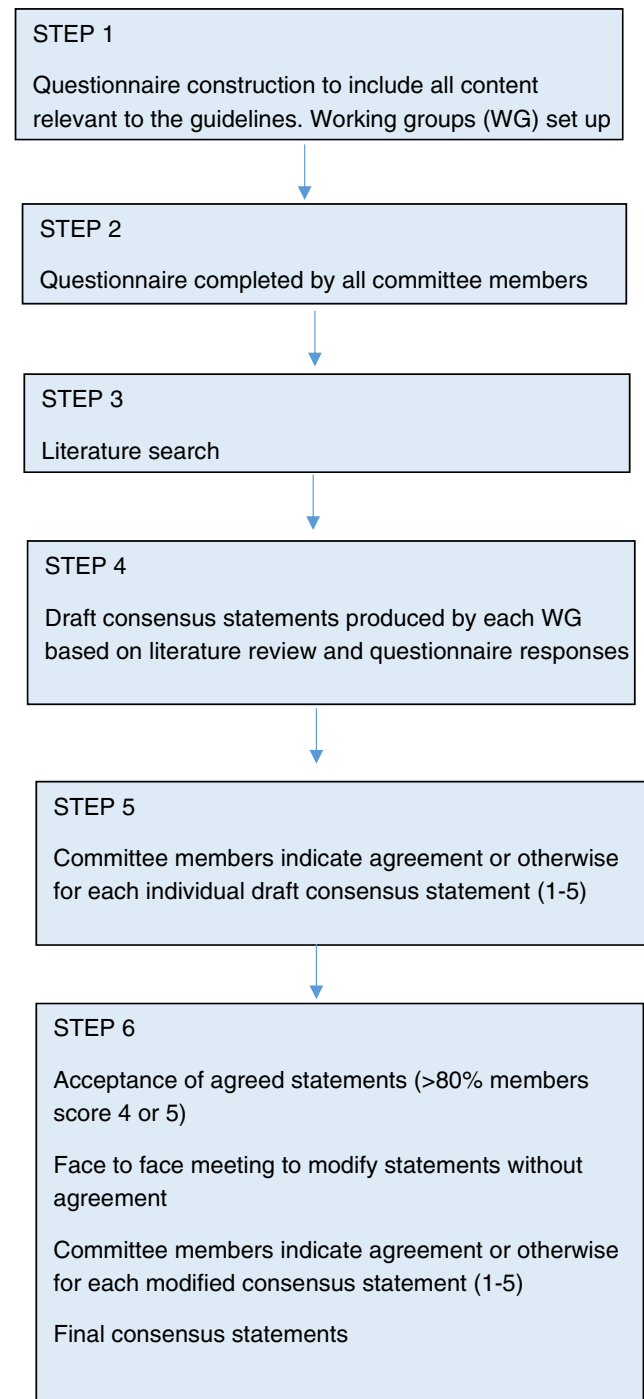 STEP 1
Questionnaire construction to include all content
relevant to the guidelines. Working groups (WG) set up
STEP 2
Questionnaire completed by all committee members
STEP 3
Literature search
STEP 4
Draft consensus statements produced by each WG
based on literature review and questionnaire responses
STEP 5
Committee members indicate agreement or otherwise
for each individual draft consensus statement (1-5)
STEP 6
Acceptance of agreed statements (>80% members
score 4 or 5)
Face to face meeting to modify statements without
agreement
Committee members indicate agreement or otherwise
for each modified consensus statement (1-5)
Final consensus statements